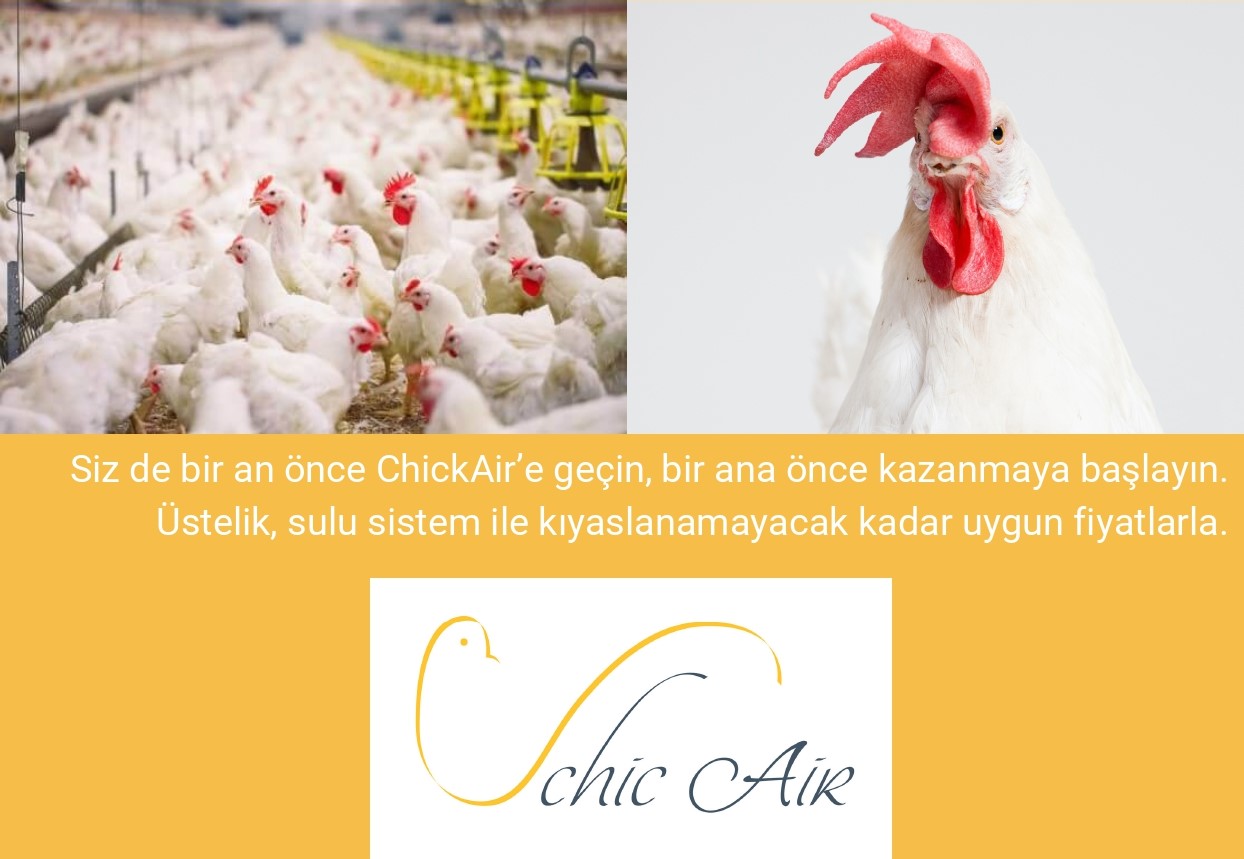 Siz de bir an önce ChickAir’e geçin, bir ana önce kazanmaya başlayın.
Üstelik, sulu sistem ile kıyaslanamayacak kadar uygun fiyatlarla.
chic Air